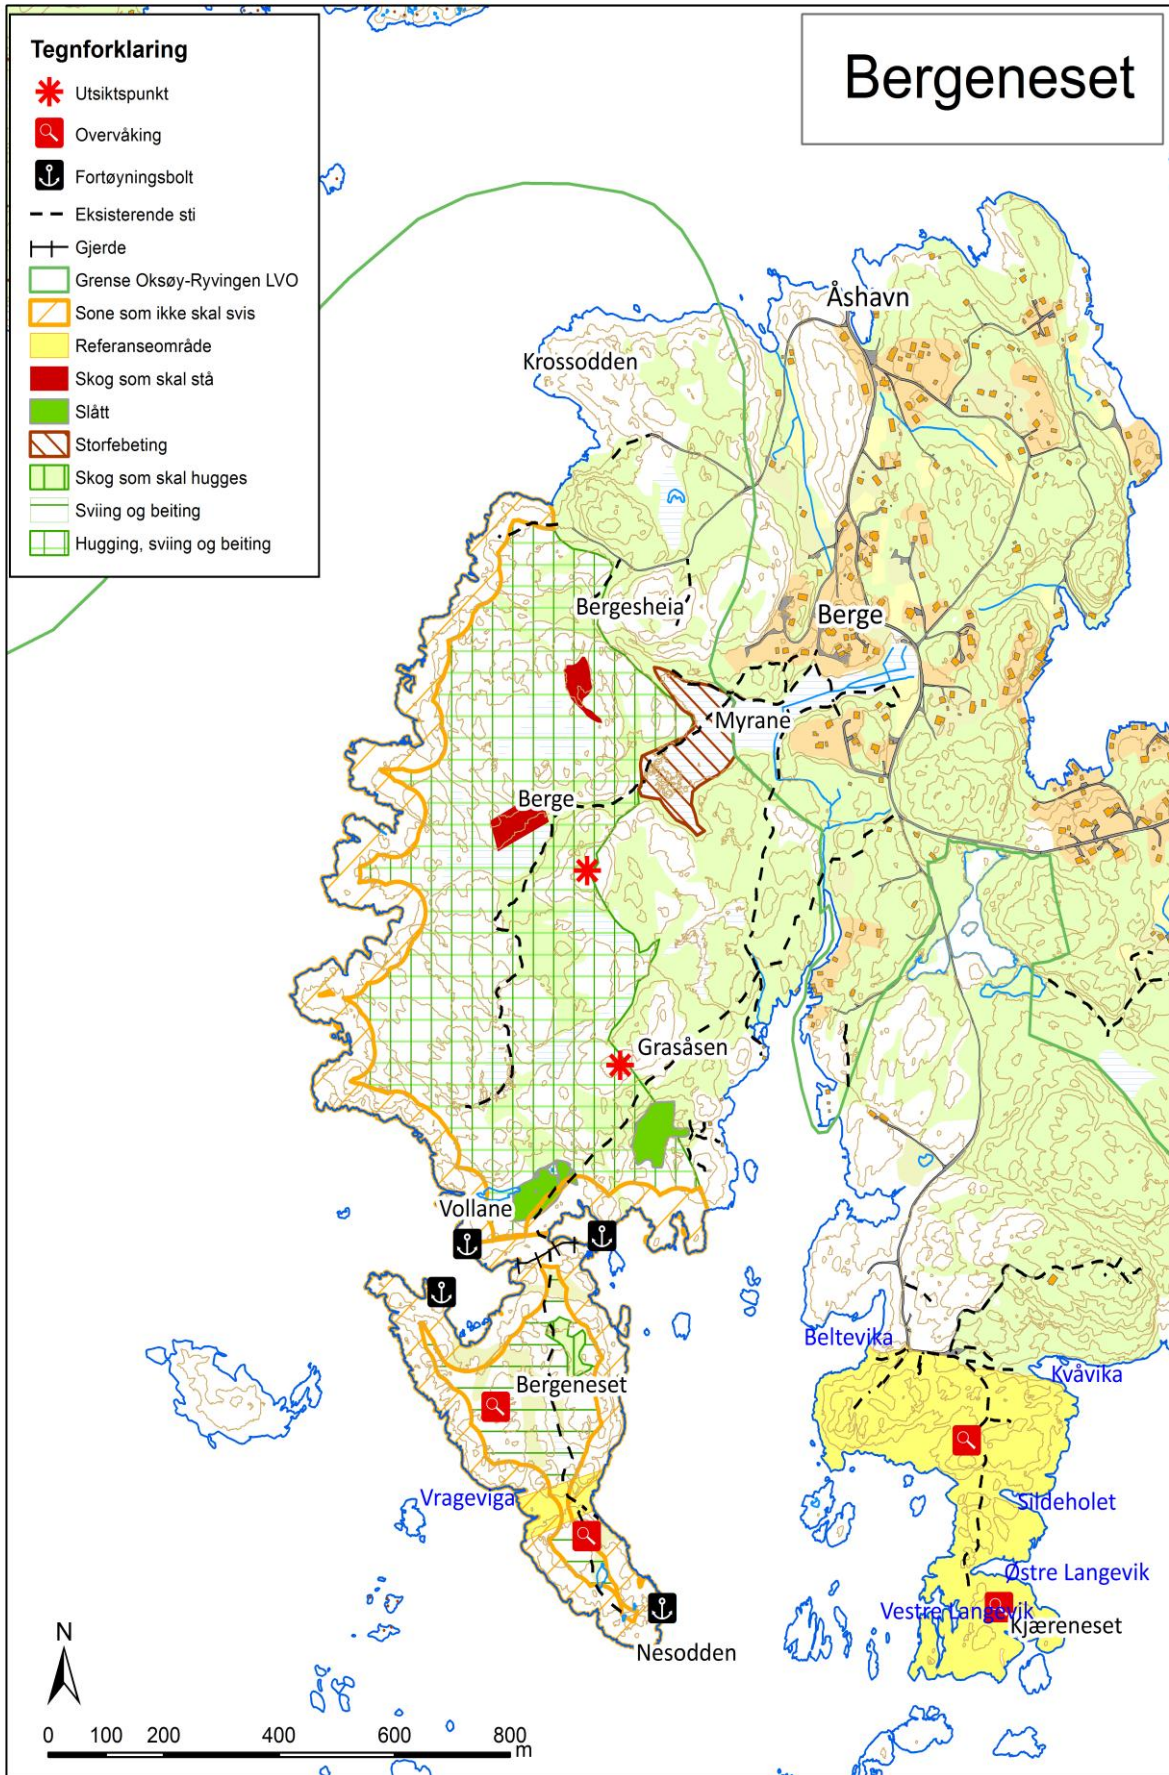 Tegnforklaring
Utsiktspunkt
Overvåking
Fortøyningsbolt
Eksisterende sti
Gjerde
Grense Oksøy-Ryvingen LVO
Sone som ikke skal svis
Referanseområde
Skog som skal stå
Slått
Storfebeting
Skog som skal hugges
Sviing og beiting
Hugging, sviing og beiting
Bergeneset
Åshavn
Krossodden
Bergesheia
Berge
Myrane
Berge
Grasåsen
Vollane
Bergeneset
Beltevika
Kvåvika
Vrageviga
Sildeholet
Østre Langevik
Vestre Langevik
Kjæreneset
Nesodden
N
0 100 200 400 600 800
m